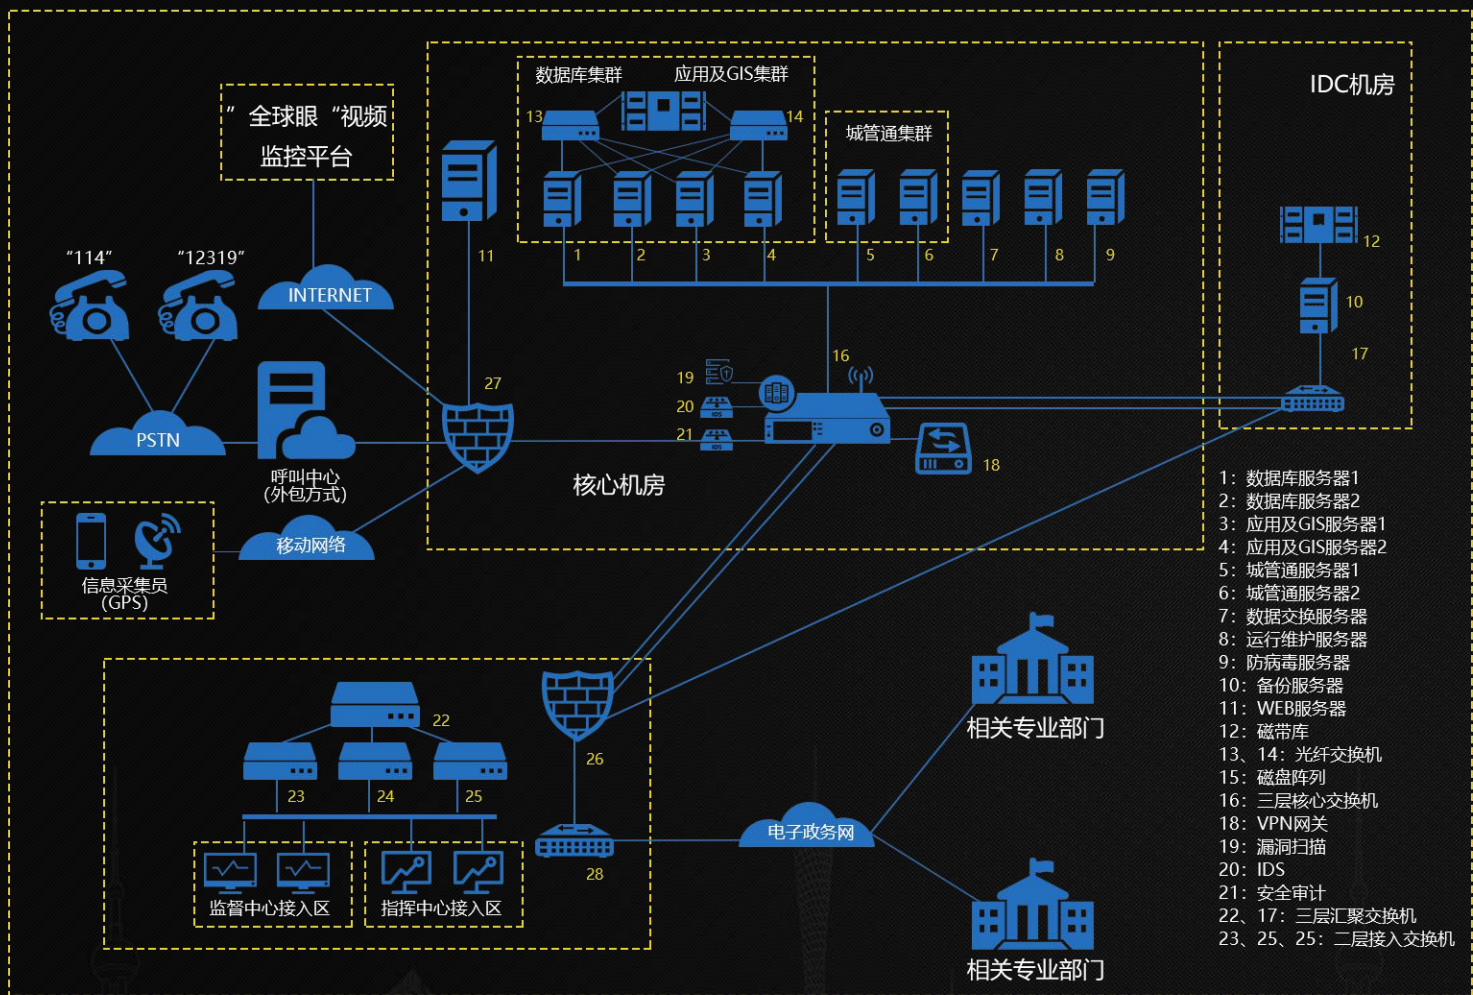 数据库集群
应用及GIS集群
13
14
城管通集群
IDC机房
”全球眼“视频
监控平台
“114”
“12319”
INTERNET
11
1
2
3
4
5
6
7
8
9
12
10
17
16
27
19
20
IDS
21
IDS
18
PSTN
呼叫中心
(外包方式)
核心机房
移动网络
信息采集员
(GPS)
22
23
24
25
26
28
监督中心接入区
指挥中心接入区
电子政务网
相关专业部门
相关专业部门
1：数据库服务器1
2：数据库服务器2
3：应用及GIS服务器1
4：应用及GIS服务器2
5：城管通服务器1
6：城管通服务器2
7：数据交换服务器
8：运行维护服务器
9：防病毒服务器
10：备份服务器
11：WEB服务器
12：磁带库
13、14：光纤交换机
15：磁盘阵列
16：三层核心交换机
18：VPN网关
19：漏洞扫描
20：IDS
21：安全审计
22、17：三层汇聚交换机
23、25、25：二层接入交换机